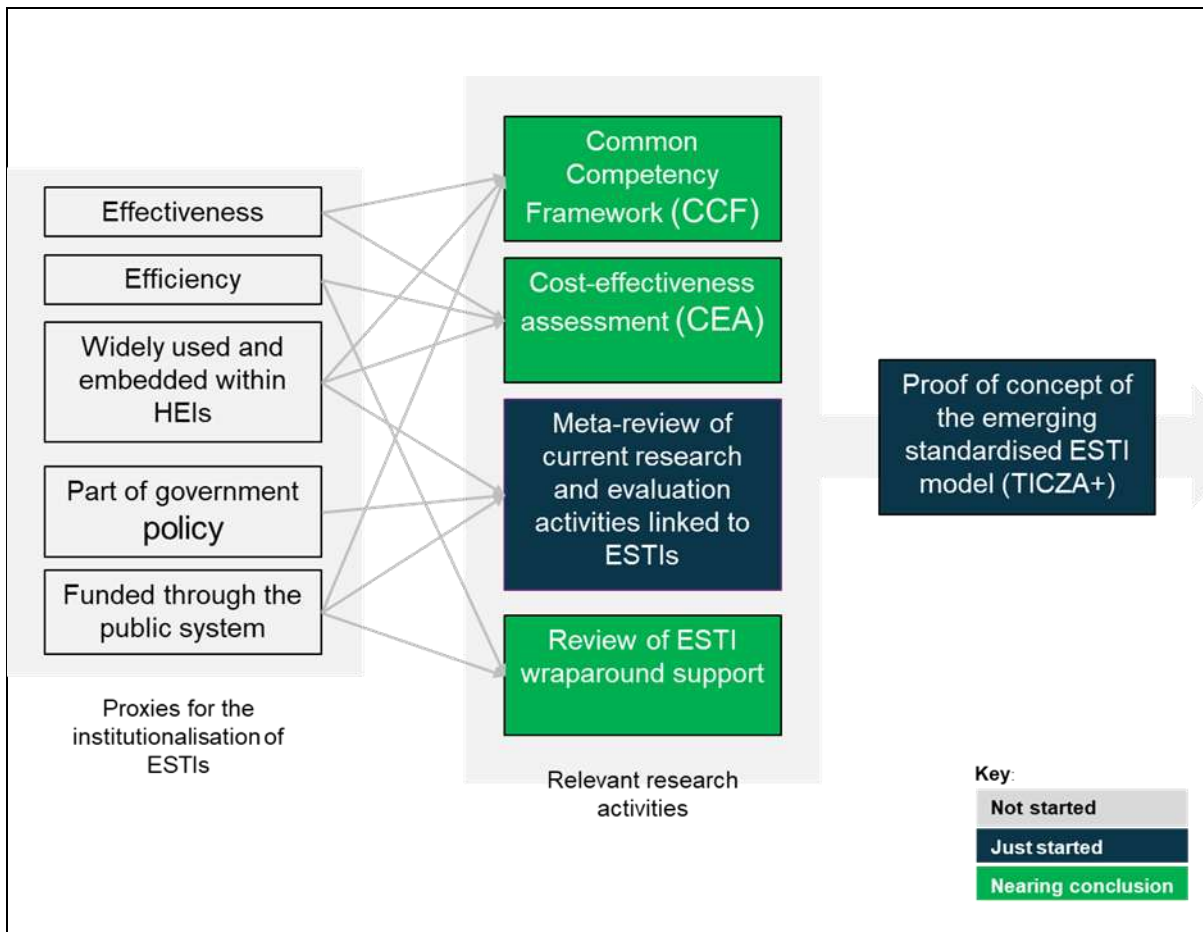 Effectiveness
Efficiency
Widely used and
embedded within
HEIs
Part of government
policy
Funded through the
public system
Proxies for the
institutionalisation of
ESTIs
Common
Competency
Framework (CCF)
Cost-effectiveness
assessment (CEA)
Meta-review of
current research
and evaluation
activities linked to
ESTIs
Review of ESTI
wraparound support
Relevant research
activities
Proof of concept of
the emerging
standardised ESTI
model (TICZA+)
Key:
Not started
Just started
Nearing conclusion